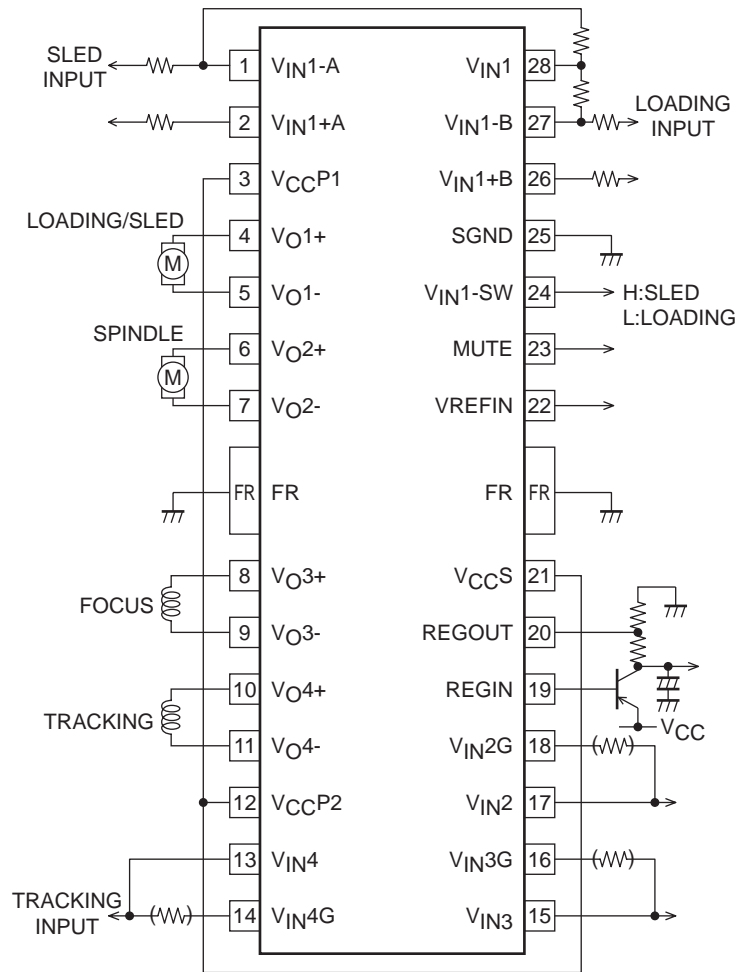 SLED INPUT
1 VIN1-A
VIN1 28
2 VIN1+A
VIN1-B 27
LOADING INPUT
3 VCCP1
VIN1+B 26
LOADING/SLED
4 VO1+
SGND 25
M
5 VO1-
VIN1-SW 24
H:SLED
L:LOADING
SPINDLE
6 VO2+
MUTE 23
M
7 VO2-
VREFIN 22
FR FR
FR FR
8 VO3+
VCCS 21
FOCUS
9 VO3-
REGOUT 20
10 VO4+
REGIN 19
TRACKING
VCC
11 VO4-
VIN2G 18
12 VCCP2
VIN2 17
13 VIN4
VIN3G 16
TRACKING INPUT
14 VIN4G
VIN3 15